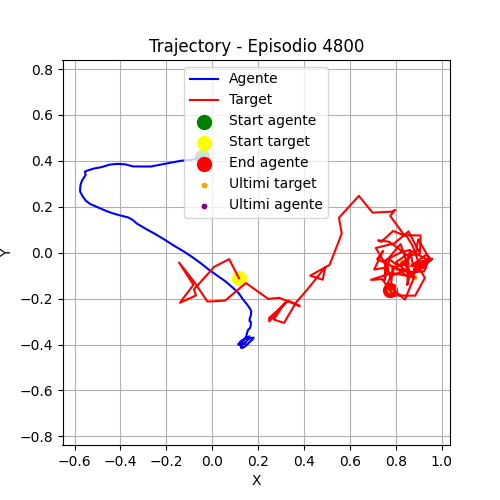 Trajectory - Episodio 4800
Agente
Target
Start agente
Start target
End agente
Ultimi target
Ultimi agente
0.8
0.6
0.4
0.2
0.0
−0.2
−0.4
−0.6
−0.8
Y
−0.6
−0.4
−0.2
0.0
0.2
0.4
0.6
0.8
1.0
X